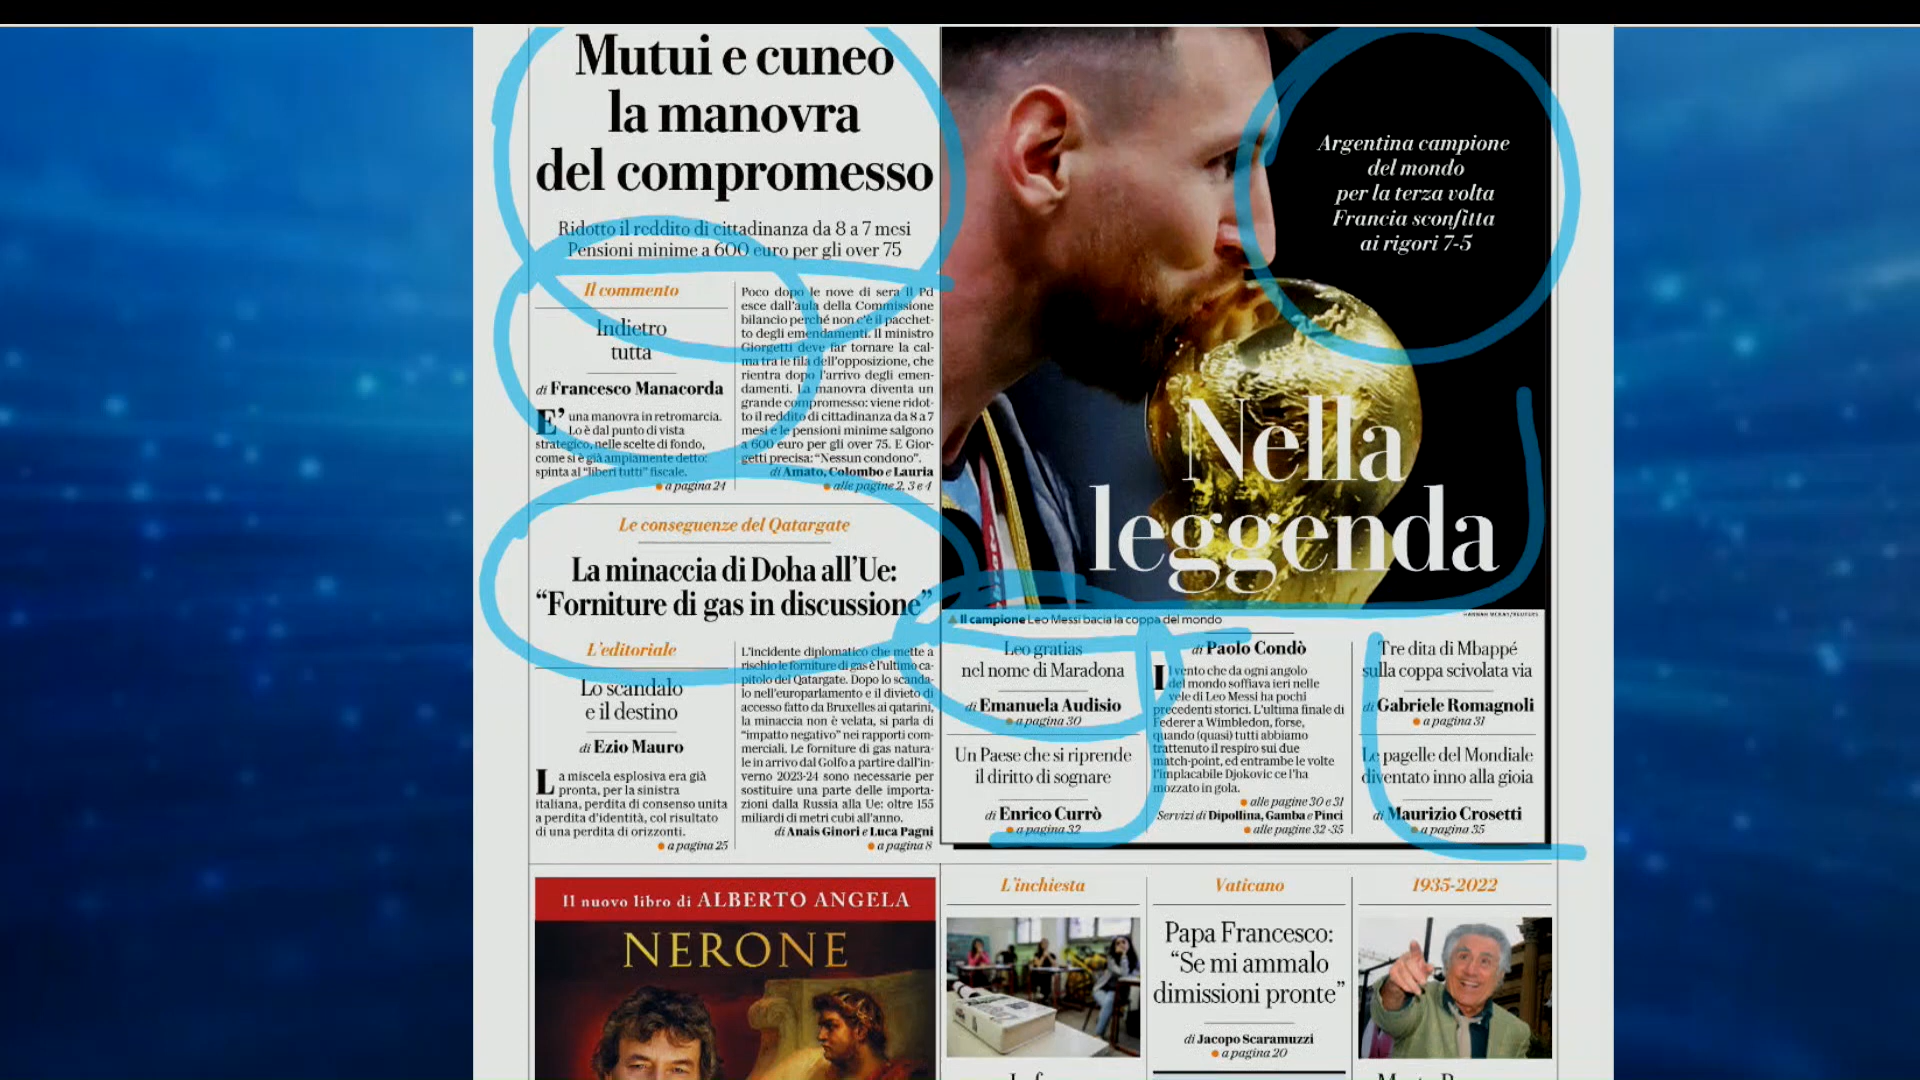 Mutui e cuneo
la manovra
del compromesso
Ridotto il reddito di cittadinanza da 8 a 7 mesi
Pensioni minime a 600 euro per gli over 75
Il commento
Indietro
tutta
di Francesco Manacorda
E' una manovra in retromarcia.
Lo è dal punto di vista
strategico, nelle scelte di fondo,
come si è già ampiamente detto:
spinta al "liberi tutti" fiscale.
a pagina 24
Poco dopo le nove di sera il Pd
esce dall'aula della Commissione
bilancio perché non c'è il pacchet-
to degli emendamenti. Il ministro
Giorgetti deve far tornare la cal-
ma tra le fila dell'opposizione, che
rientra dopo l'arrivo degli emen-
damenti. La manovra diventa un
grande compromesso: viene ridot-
to il reddito di cittadinanza da 8 a 7
mesi e le pensioni minime salgono
a 600 euro per gli over 75. E Gior-
getti precisa: "Nessun condono".
di Amato, Colombo e Lauria
alle pagine 2, 3 e 4
Le conseguenze del Qatargate
La minaccia di Doha all'Ue:
"Forniture di gas in discussione"
L'editoriale
Lo scandalo
e il destino
di Ezio Mauro
La miscela esplosiva era già
pronta, per la sinistra
italiana, perdita di consenso unita
a perdita d'identità, col risultato
di una perdita di orizzonti.
a pagina 25
L'incidente diplomatico che mette a
rischio le forniture di gas è l'ultimo ca-
pitolo del Qatargate. Dopo lo scanda-
lo nell'europarlamento e il divieto di
accesso fatto da Bruxelles ai qatarini,
la minaccia non è velata, si parla di
"impatto negativo" nei rapporti com-
merciali. Le forniture di gas natura-
le in arrivo dal Golfo a partire dall'in-
verno 2023-24 sono necessarie per
sostituire una parte delle importa-
zioni dalla Russia alla Ue: oltre 155
miliardi di metri cubi all'anno.
di Anais Ginori e Luca Pagni
a pagina 8
Argentina campione
del mondo
per la terza volta
Francia sconfitta
ai rigori 7-5
Nella
leggenda
Il campione Leo Messi bacia la coppa del mondo
Leo gratias
nel nome di Maradona
di Emanuela Audisio
a pagina 30
Un Paese che si riprende
il diritto di sognare
di Enrico Currò
a pagina 32
di Paolo Condò
Il vento che da ogni angolo
del mondo soffiava ieri nelle
vele di Leo Messi ha pochi
precedenti storici. L'ultima finale di
Federer a Wimbledon, forse,
quando (quasi) tutti abbiamo
trattenuto il respiro sui due
match-point, ed entrambe le volte
l'implacabile Djokovic ce l'ha
mozzato in gola.
alle pagine 30 e 31
Servizi di Dipollina, Gamba e Pinci
alle pagine 32-35
Tre dita di Mbappé
sulla coppa scivolata via
di Gabriele Romagnoli
a pagina 31
Le pagelle del Mondiale
diventato inno alla gioia
di Maurizio Crosetti
a pagina 35
Il nuovo libro di ALBERTO ANGELA
NERONE
L'inchiesta
Vaticano
Papa Francesco:
"Se mi ammalo
dimissioni pronte"
di Jacopo Scaramuzzi
a pagina 20
1935-2022